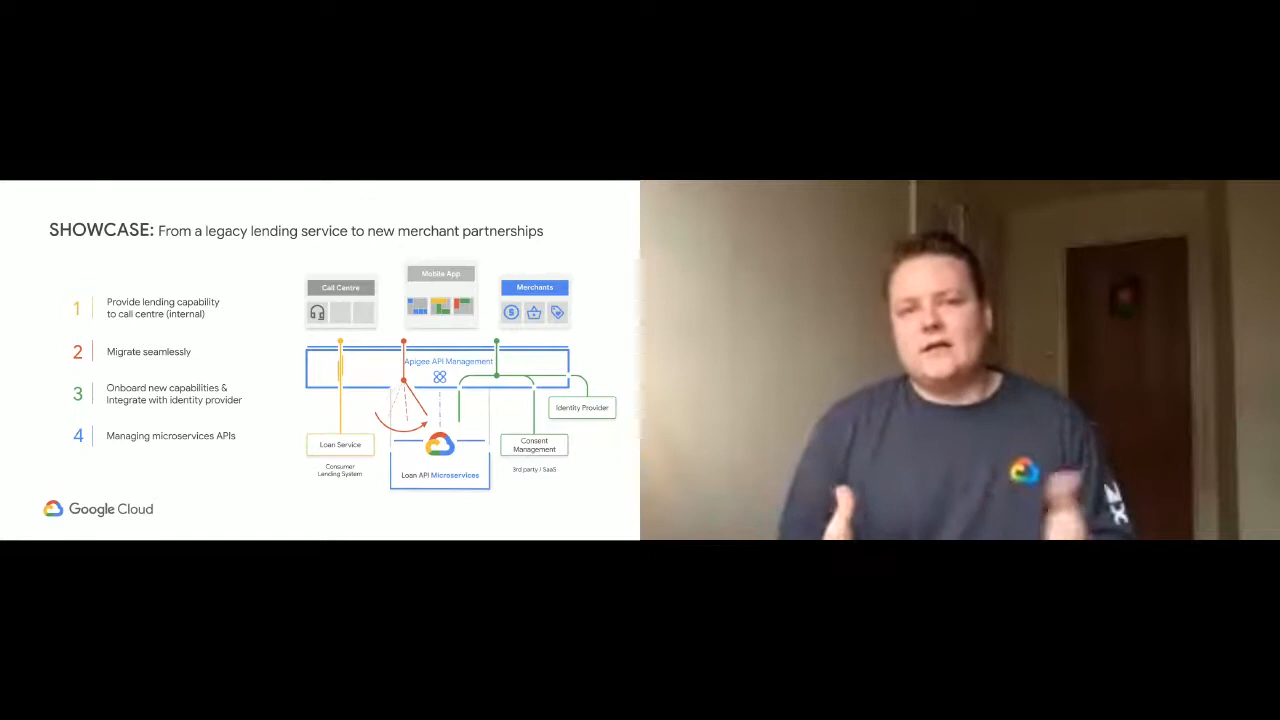 SHOWCASE: From a legacy lending service to new merchant partnerships
1
Provide lending capability
to call centre (internal)
2
Migrate seamlessly
3
Onboard new capabilities &
Integrate with identity provider
4
Managing microservices APIs
Call Centre
Mobile App
Merchants
Apigee API Management
Identity Provider
Loan Service
Consumer
Lending System
Loan API Microservices
Consent
Management
3rd party / SaaS
Google Cloud